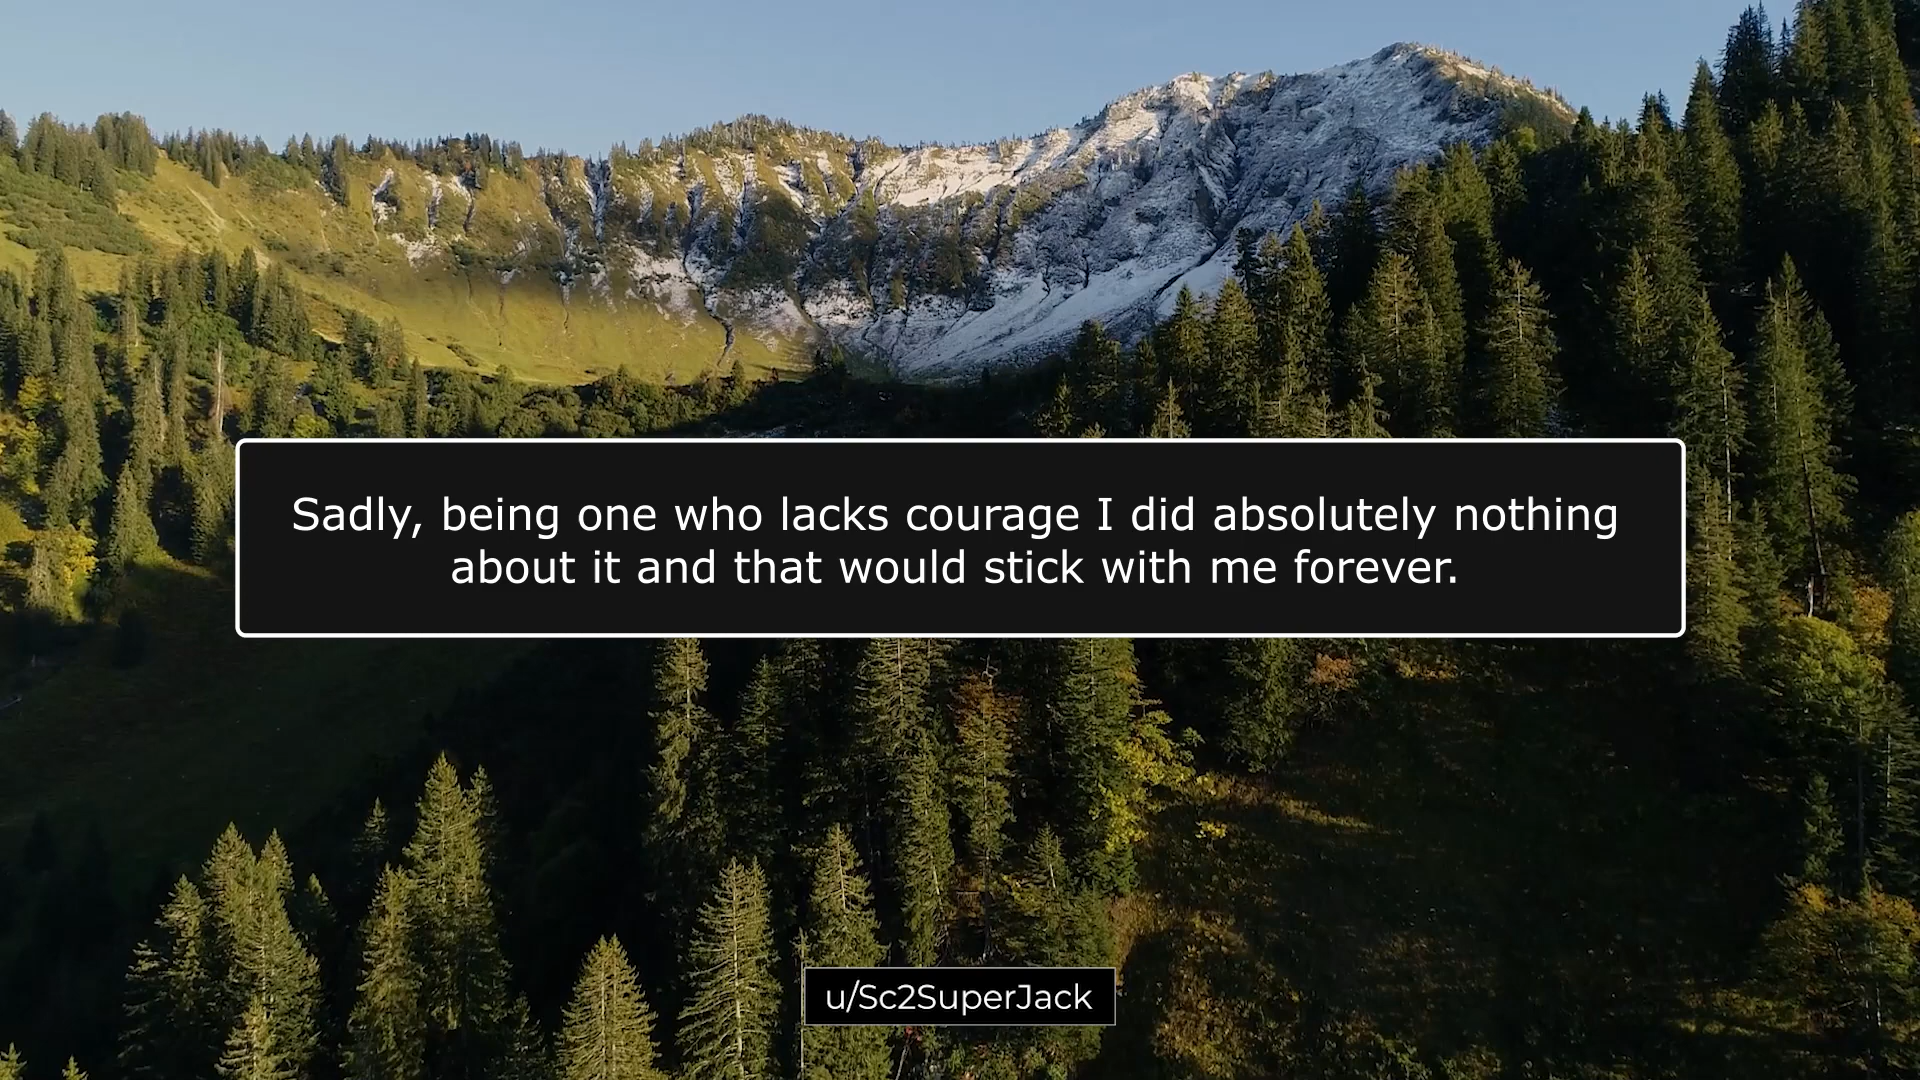 Sadly, being one who lacks courage I did absolutely nothing
about it and that would stick with me forever.
u/Sc2SuperJack